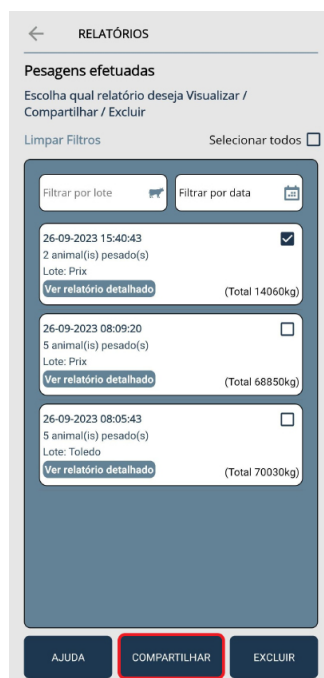 RELATÓRIOS
Pesagens efetuadas
Escolha qual relatório deseja Visualizar /
Compartilhar / Excluir
Limpar Filtros Selecionar todos
Filtrar por lote Filtrar por data
26-09-2023 15:40:43
2 animal(is) pesado(s)
Lote: Prix
Ver relatório detalhado (Total 14060kg)
26-09-2023 08:09:20
5 animal(is) pesado(s)
Lote: Prix
Ver relatório detalhado (Total 68850kg)
26-09-2023 08:05:43
5 animal(is) pesado(s)
Lote: Toledo
Ver relatório detalhado (Total 70030kg)
AJUDA COMPARTILHAR EXCLUIR